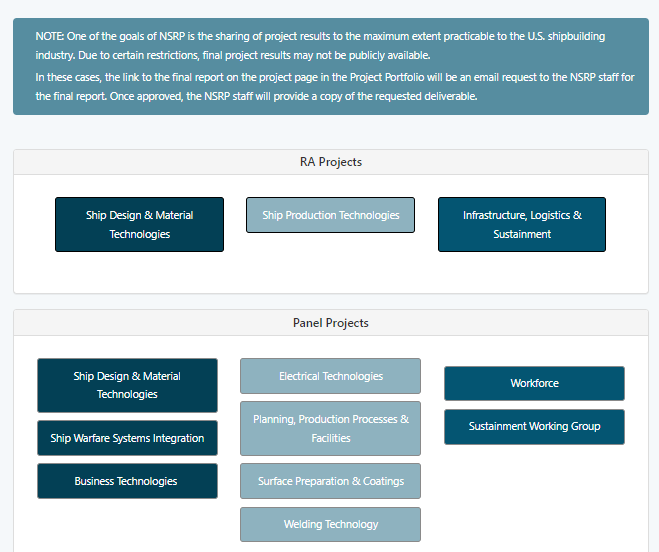 NOTE: One of the goals of NSRP is the sharing of project results to the maximum extent practicable to the U.S. shipbuilding
industry. Due to certain restrictions, final project results may not be publicly available.
In these cases, the link to the final report on the project page in the Project Portfolio will be an email request to the NSRP staff for
the final report. Once approved, the NSRP staff will provide a copy of the requested deliverable.
RA Projects
Ship Design & Material
Technologies
Ship Production Technologies
Infrastructure, Logistics &
Sustainment
Panel Projects
Ship Design & Material
Technologies
Ship Warfare Systems Integration
Business Technologies
Electrical Technologies
Planning, Production Processes &
Facilities
Surface Preparation & Coatings
Welding Technology
Workforce
Sustainment Working Group